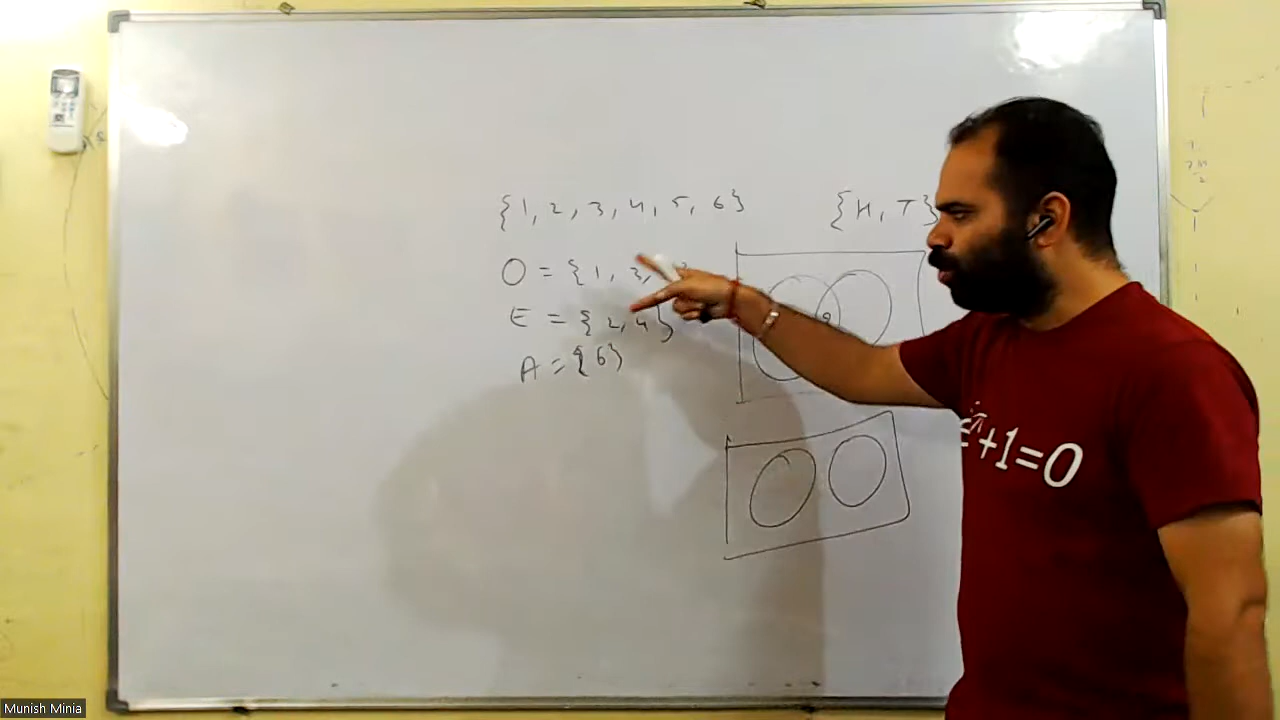 {1, 2, 3, 4, 5, 6}
{H, T}
O = {1, 3,
E = {2, 4}
A = {6}
+1=0
Munish Minia